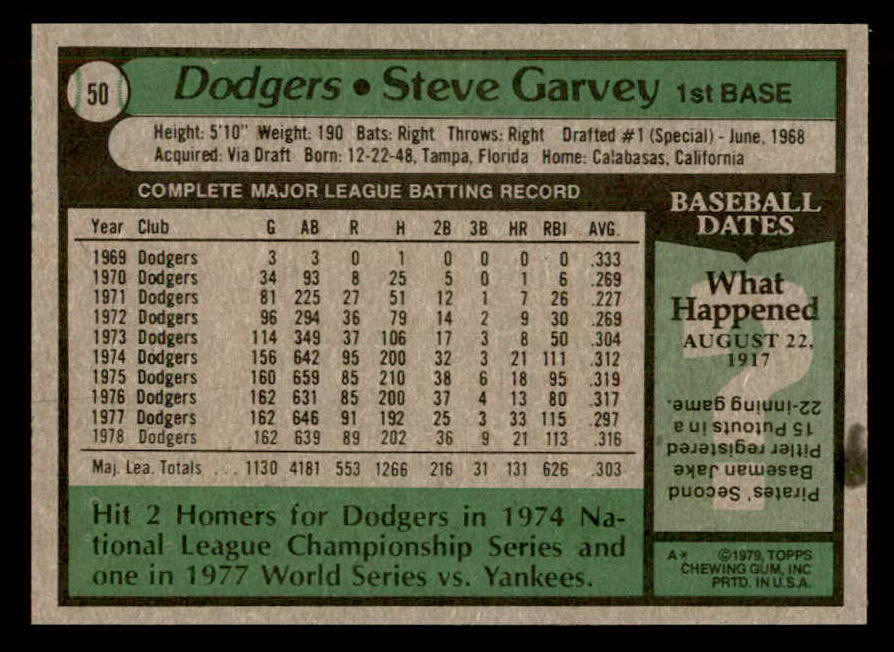 50
Dodgers • Steve Garvey 1st BASE
Height: 5'10" Weight: 190 Bats: Right Throws: Right Drafted #1 (Special) - June, 1968
Acquired: Via Draft Born: 12-22-48, Tampa, Florida Home: Calabasas, California
COMPLETE MAJOR LEAGUE BATTING RECORD
Year Club G AB R H 2B 3B HR RBI AVG.
1969 Dodgers 3 3 0 1 0 0 0 0 .333
1970 Dodgers 34 93 8 25 5 0 1 6 .269
1971 Dodgers 81 225 27 51 12 1 7 26 .227
1972 Dodgers 96 294 36 79 14 2 9 30 .269
1973 Dodgers 114 349 37 106 17 3 8 50 .304
1974 Dodgers 156 642 95 200 32 3 21 111 .312
1975 Dodgers 160 659 85 210 38 6 18 95 .319
1976 Dodgers 162 631 85 200 37 4 13 80 .317
1977 Dodgers 162 646 91 192 25 3 33 115 .297
1978 Dodgers 162 639 89 202 36 9 21 113 .316
Maj. Lea. Totals ... 1130 4181 553 1266 216 31 131 626 .303
Hit 2 Homers for Dodgers in 1974 Na-
tional League Championship Series and
one in 1977 World Series vs. Yankees.
BASEBALL
DATES
What
Happened
AUGUST 22,
1917
?
Pirates' Second
Baseman Jake
Pitler registered
15 Putouts in a
22-inning game.
A* ©1979, TOPPS
CHEWING GUM, INC
PRTD. IN U.S.A.